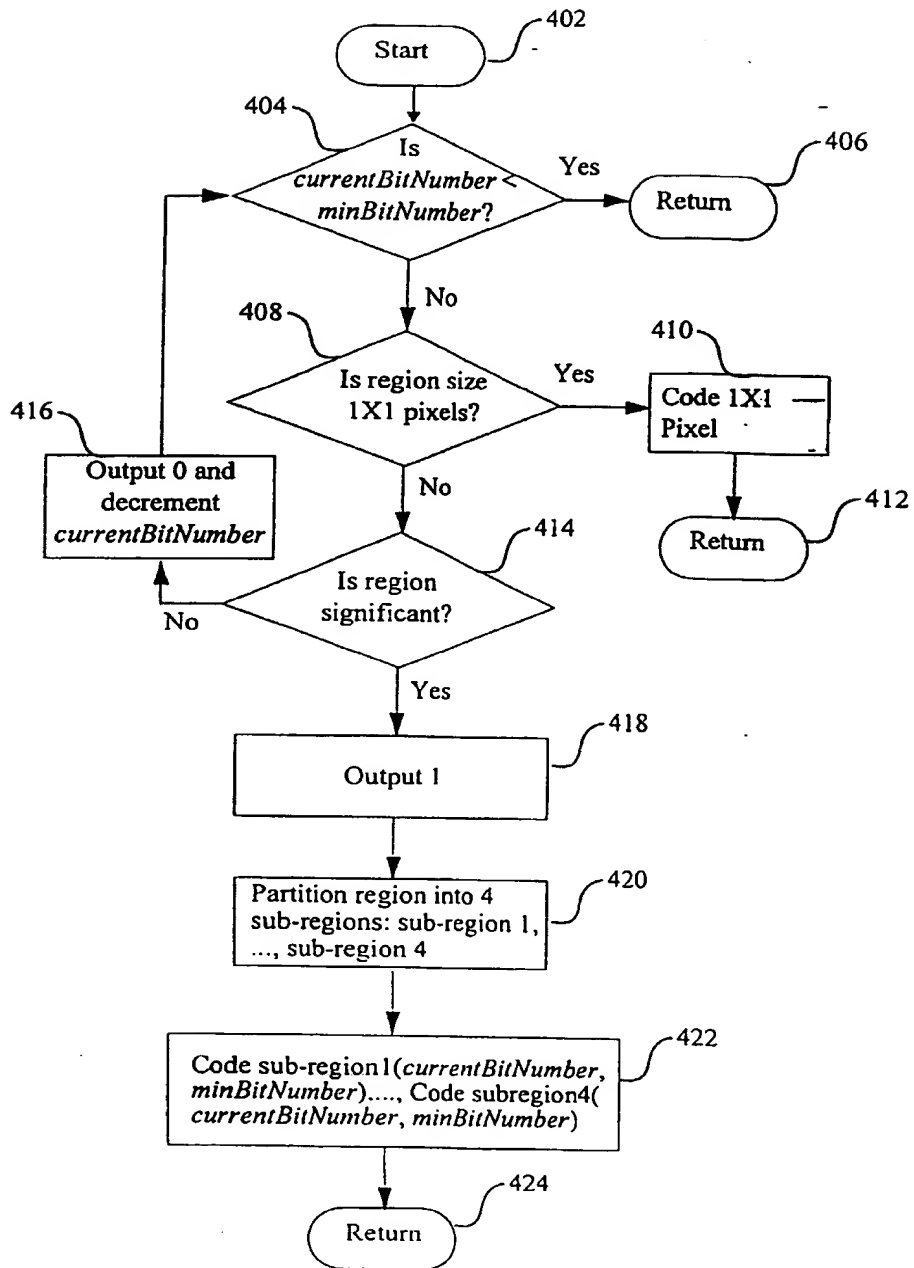 402
Start
404
Is
currentBitNumber <
minBitNumber?
Yes
406
Return
No
408
Is region size
1X1 pixels?
Yes
410
Code 1X1
Pixel
416
Output 0 and
decrement
currentBitNumber
No
412
Return
414
Is region
significant?
No
Yes
418
Output 1
420
Partition region into 4
sub-regions: sub-region 1,
..., sub-region 4
422
Code sub-region1(currentBitNumber,
minBitNumber)...., Code subregion4(
currentBitNumber, minBitNumber)
424
Return